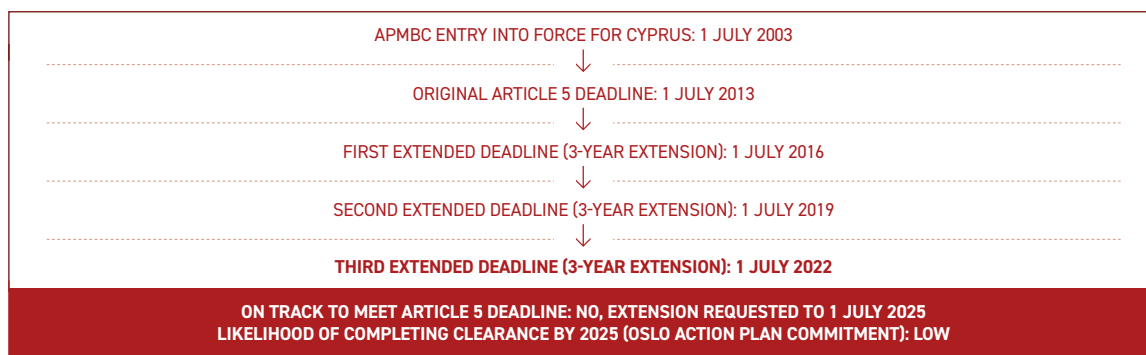 APMBC ENTRY INTO FORCE FOR CYPRUS: 1 JULY 2003
ORIGINAL ARTICLE 5 DEADLINE: 1 JULY 2013
FIRST EXTENDED DEADLINE (3-YEAR EXTENSION): 1 JULY 2016
SECOND EXTENDED DEADLINE (3-YEAR EXTENSION): 1 JULY 2019
THIRD EXTENDED DEADLINE (3-YEAR EXTENSION): 1 JULY 2022
ON TRACK TO MEET ARTICLE 5 DEADLINE: NO, EXTENSION REQUESTED TO 1 JULY 2025
LIKELIHOOD OF COMPLETING CLEARANCE BY 2025 (OSLO ACTION PLAN COMMITMENT): LOW